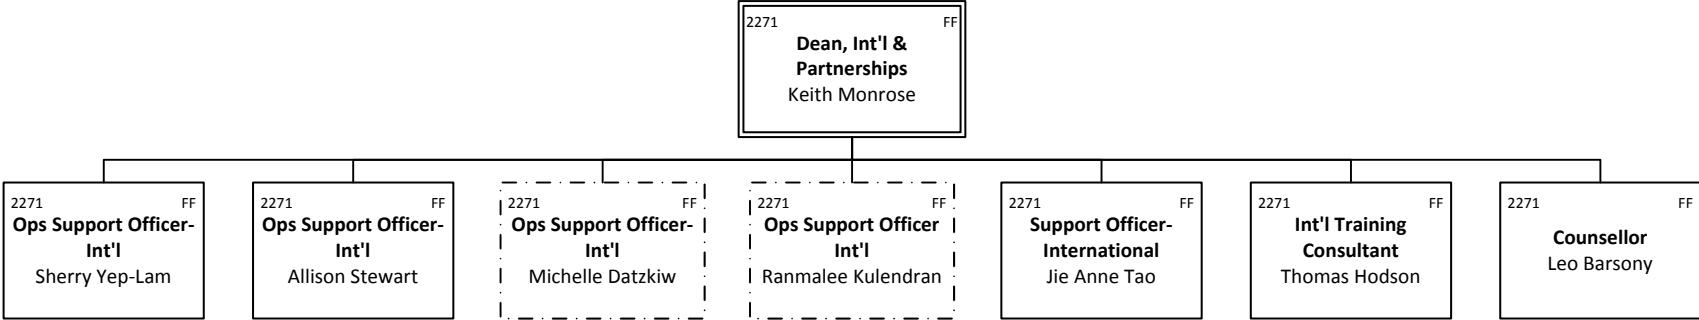 2271 FF
Dean, Int'l &
Partnerships
Keith Monrose
2271 FF
Ops Support Officer-
Int'l
Sherry Yep-Lam
2271 FF
Ops Support Officer-
Int'l
Allison Stewart
2271 FF
Ops Support Officer-
Int'l
Michelle Datzkiw
2271 FF
Ops Support Officer
Int'l
Ranmalee Kulendran
2271 FF
Support Officer-
International
Jie Anne Tao
2271 FF
Int'l Training
Consultant
Thomas Hodson
2271 FF
Counsellor
Leo Barsony